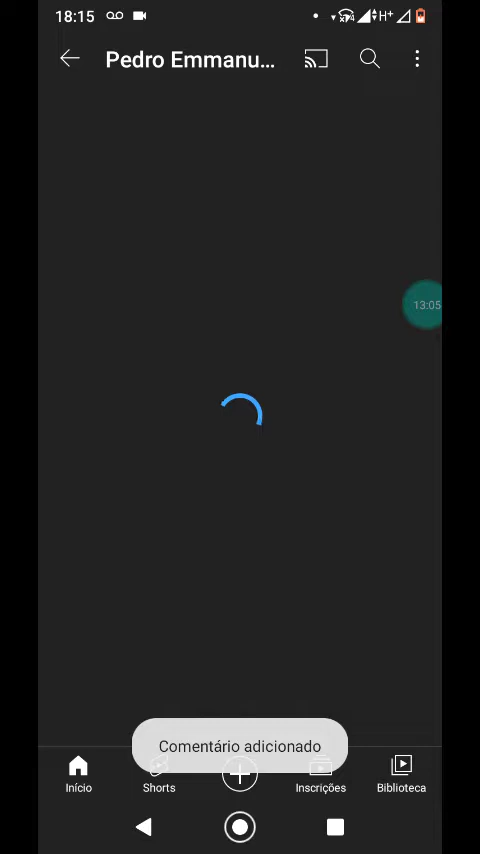 18:15
H+
Pedro Emmanu...
13:05
Comentário adicionado
Início
Shorts
Inscrições
Biblioteca